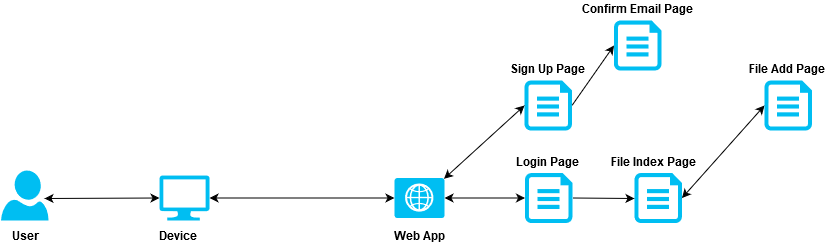 Confirm Email Page
Sign Up Page
File Add Page
Login Page
File Index Page
User
Device
Web App